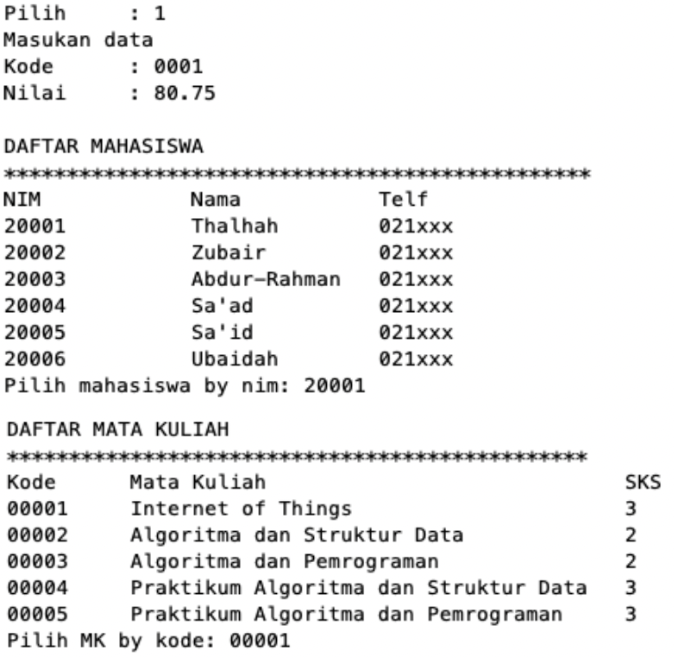 Pilih : 1
Masukan data
Kode : 0001
Nilai : 80.75
DAFTAR MAHASISWA
***********************************************
NIM Nama Telf
20001 Thalhah 021xxx
20002 Zubair 021xxx
20003 Abdur-Rahman 021xxx
20004 Sa'ad 021xxx
20005 Sa'id 021xxx
20006 Ubaidah 021xxx
Pilih mahasiswa by nim: 20001
DAFTAR MATA KULIAH
***********************************************
Kode Mata Kuliah SKS
00001 Internet of Things 3
00002 Algoritma dan Struktur Data 2
00003 Algoritma dan Pemrograman 2
00004 Praktikum Algoritma dan Struktur Data 3
00005 Praktikum Algoritma dan Pemrograman 3
Pilih MK by kode: 00001